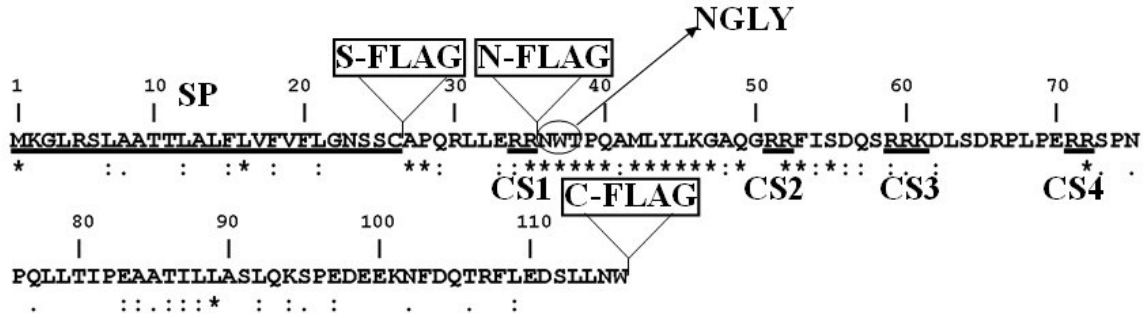 NGLY
S-FLAG N-FLAG
1 10 SP 20 30 40 50 60 70
MKGLRSLAATTLALFLVFVFLGNSSCAPQRLLERRNWTPQAMLYLKGAQGRRFISDQSRRKDLSDRPLPERRSPN
* :. : :* : : **: :*******:******:* :**:*:: : : * .
CS1 C-FLAG CS2 CS3 CS4
80 90 100 110
PQLLTIPEAATILLASLQKSPEDEEKNFDQTRFLEDSLLNW
. ::.:::* : :. : . . :